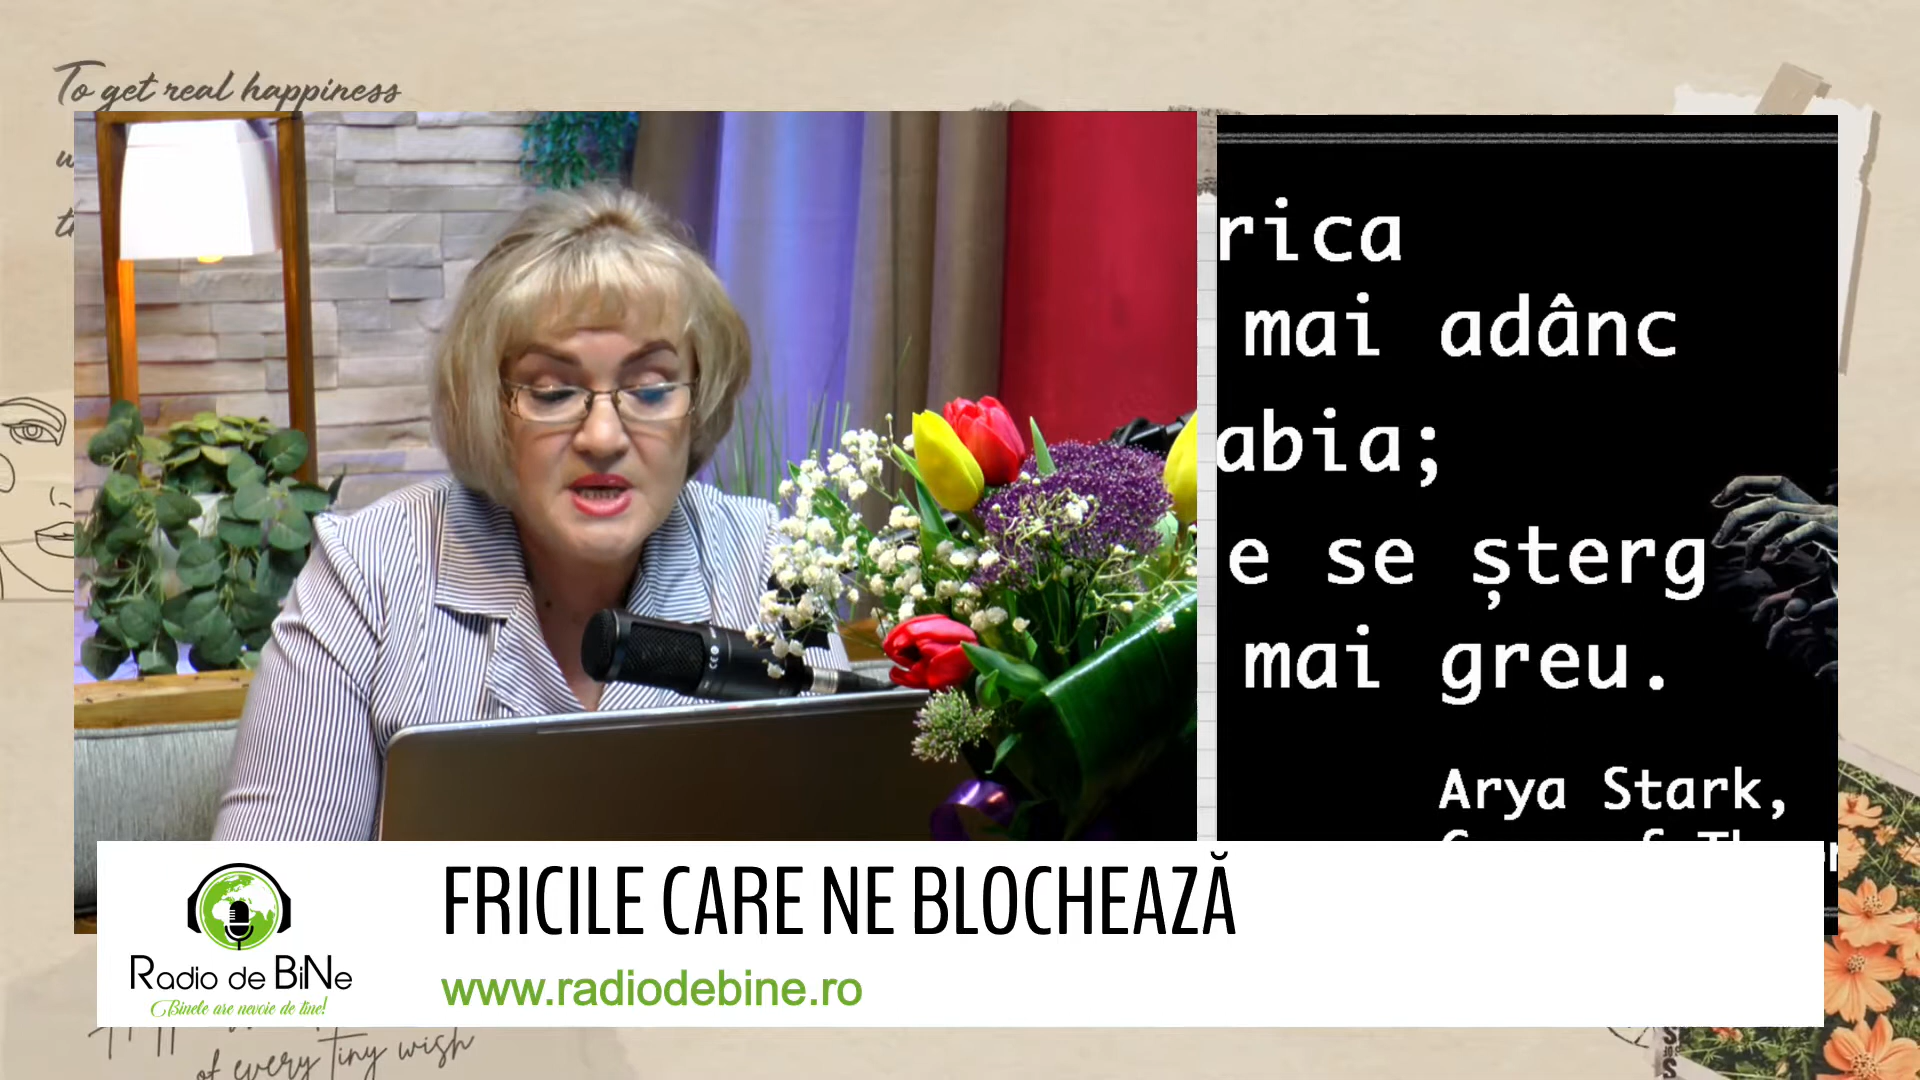 To get real happiness
rica
mai adânc
abia;
e se șterg
mai greu.
Arya Stark,
FRICILE CARE NE BLOCHEAZĂ
www.radiodebine.ro
Radio de BiNe
Binele are nevoie de tine!
of every tiny wish